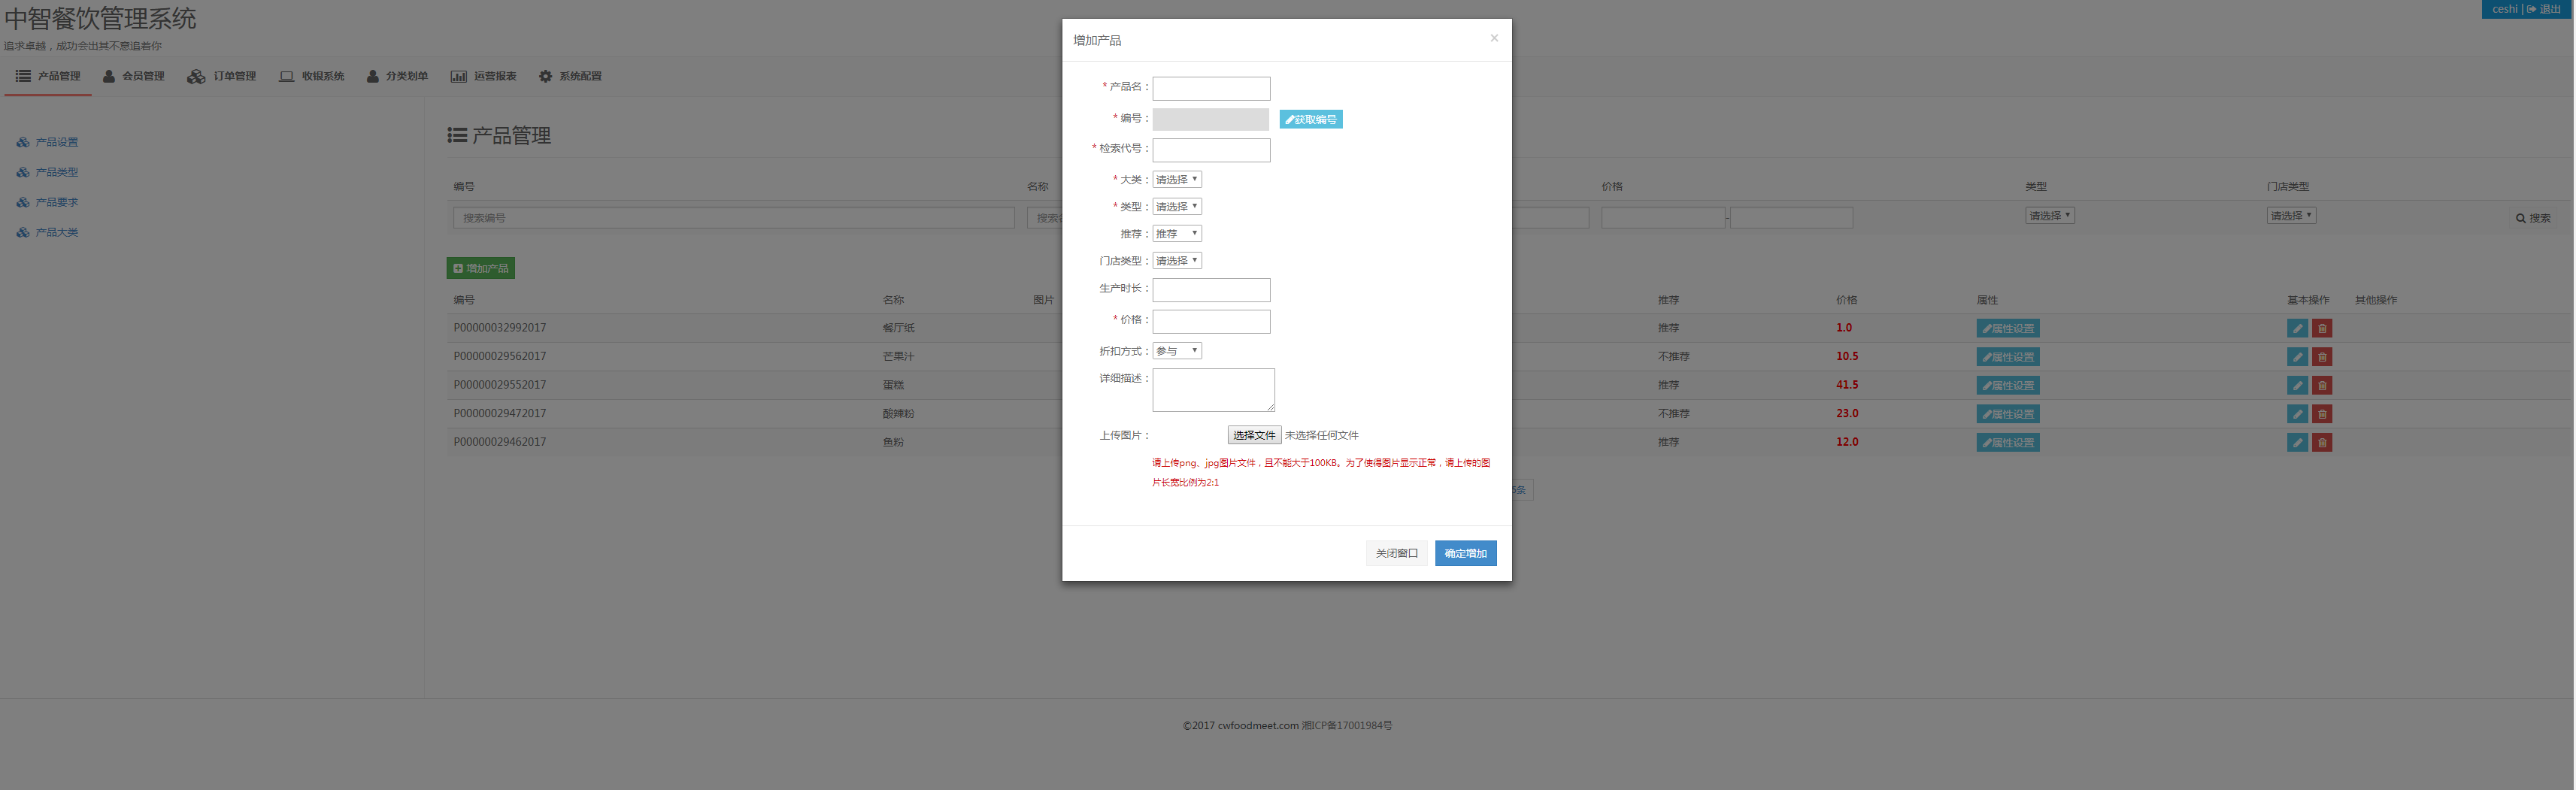 中智餐饮管理系统
ceshi | 退出
追求卓越，成功会出其不意追着你
产品管理 会员管理 订单管理 收银系统 分类划单 运营报表 系统配置
产品设置
产品类型
产品要求
产品大类
产品管理
编号 名称 价格 类型 门店类型
搜索编号 - 请选择 请选择 搜索
增加产品
编号 名称 图片 推荐 价格 属性 基本操作 其他操作
P00000032992017 餐厅纸 推荐 1.0 属性设置
P00000029562017 芒果汁 不推荐 10.5 属性设置
P00000029552017 蛋糕 推荐 41.5 属性设置
P00000029472017 酸辣粉 不推荐 23.0 属性设置
P00000029462017 鱼粉 推荐 12.0 属性设置
增加产品 ×
* 产品名：
* 编号： 获取编号
* 检索代号：
* 大类： 请选择
* 类型： 请选择
推荐： 推荐
门店类型： 请选择
生产时长：
* 价格：
折扣方式： 参与
详细描述：
上传图片： 选择文件 未选择任何文件
请上传png、jpg图片文件，且不能大于100KB。为了使得图片显示正常，请上传的图
片长宽比例为2:1
关闭窗口 确定增加
©2017 cwfoodmeet.com 湘ICP备17001984号